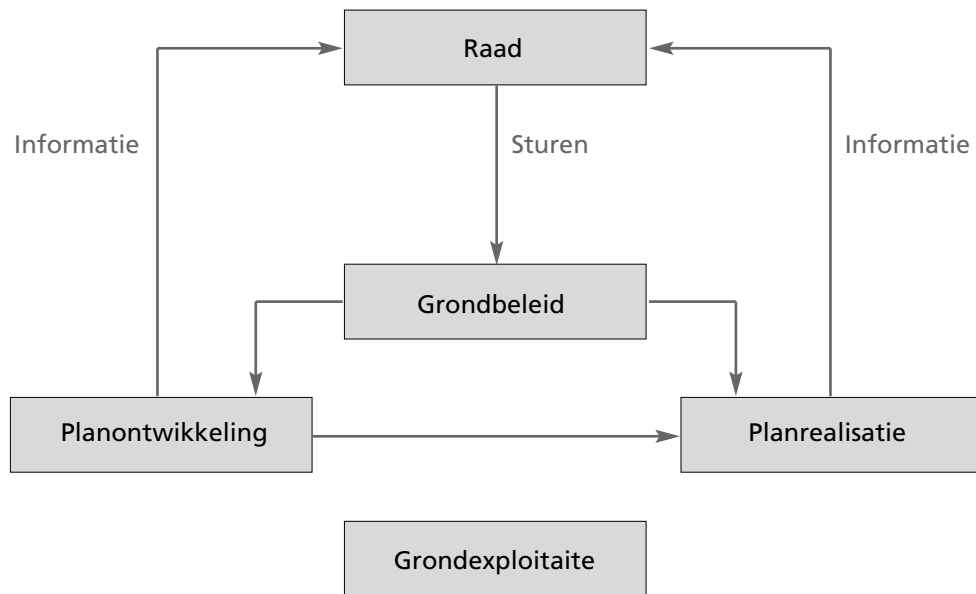 Raad
Informatie
Sturen
Informatie
Grondbeleid
Planontwikkeling
Planrealisatie
Grondexploitaite